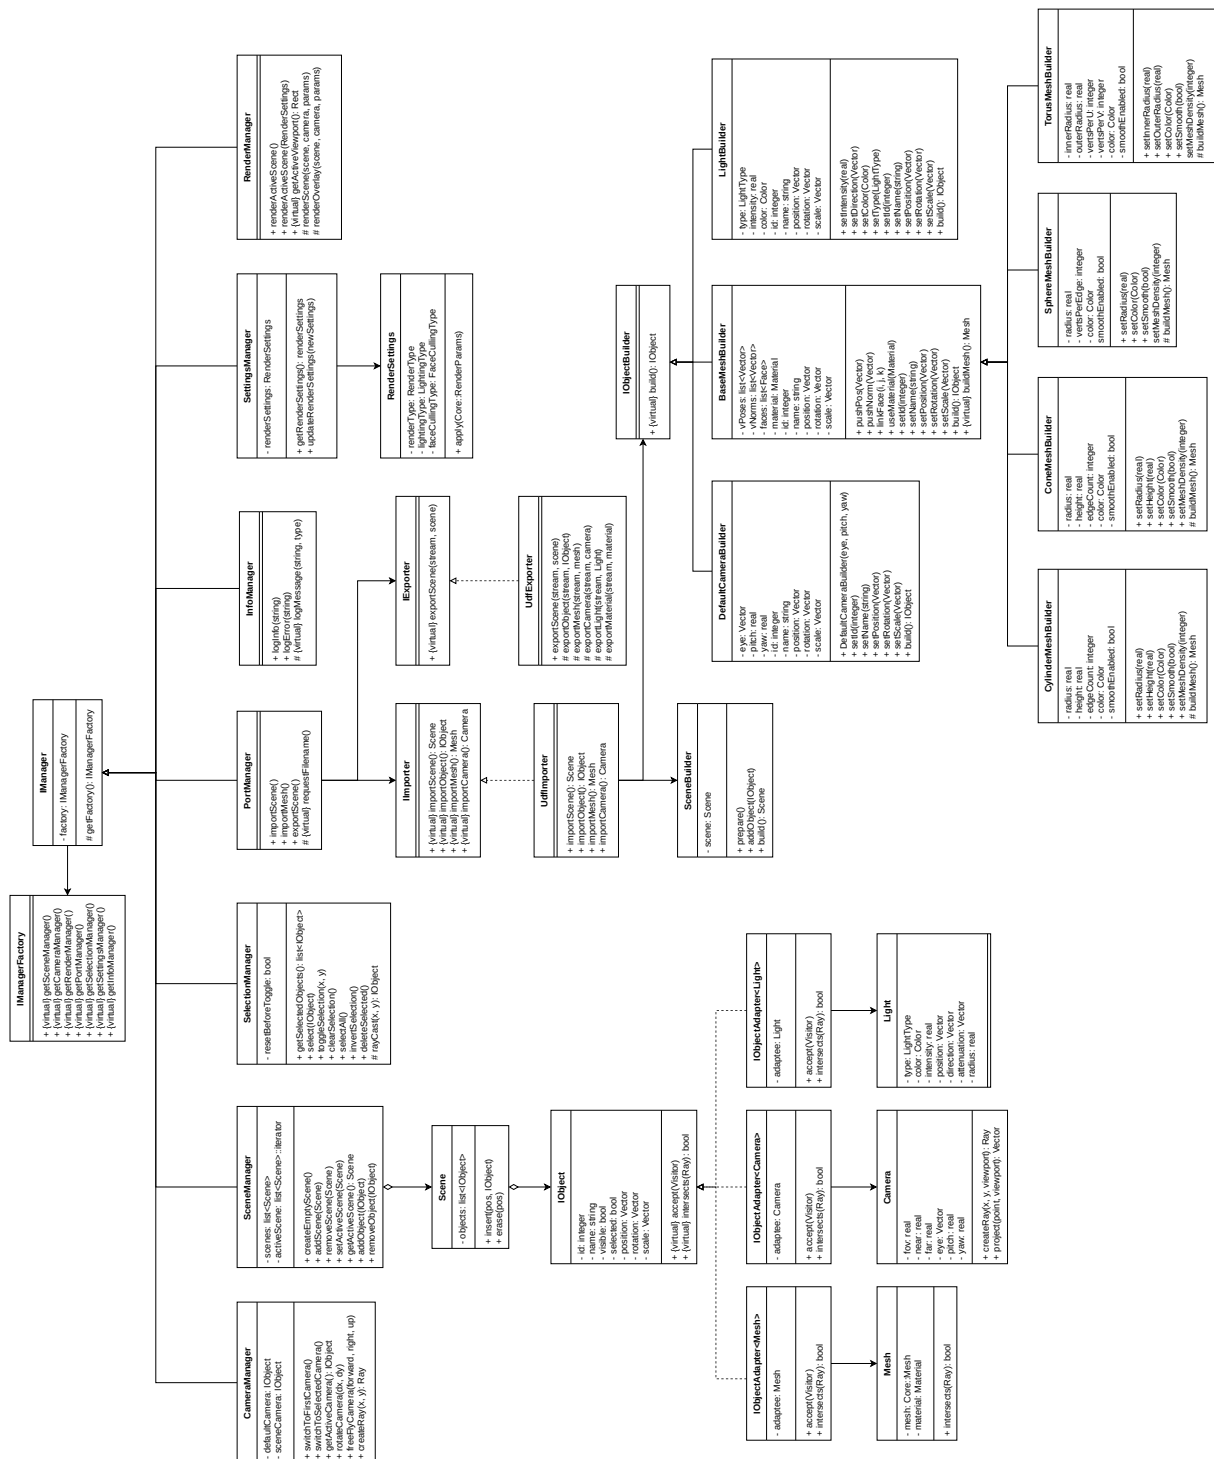 IManagerFactory
+ {virtual} getSceneManager()
+ {virtual} getCameraManager()
+ {virtual} getRenderManager()
+ {virtual} getPortManager()
+ {virtual} getSelectionManager()
+ {virtual} getSettingsManager()
+ {virtual} getInfoManager()
IManager
- factory: IManagerFactory
# getFactory(): IManagerFactory
CameraManager
- defaultCamera: IObject
- sceneCamera: IObject
+ switchToFirstCamera()
+ switchToSelectedCamera()
+ getActiveCamera(): IObject
+ rotateCamera(dx, dy)
+ freeFlyCamera(forward, right, up)
+ createRay(x, y): Ray
SceneManager
- scenes: list<Scene>
- activeScene: list<Scene>::iterator
+ createEmptyScene()
+ addScene(Scene)
+ removeScene(Scene)
+ setActiveScene(Scene)
+ getActiveScene(): Scene
+ addObject(IObject)
+ removeObject(IObject)
SelectionManager
- resetBeforeToggle: bool
+ getSelectedObjects(): list<IObject>
+ select(IObject)
+ toggleSelection(x, y)
+ clearSelection()
+ selectAll()
+ invertSelection()
+ deleteSelected()
# rayCast(x, y): IObject
PortManager
+ importScene()
+ importMesh()
+ exportScene()
# {virtual} requestFilename()
InfoManager
+ logInfo(string)
+ logError(string)
# {virtual} logMessage(string, type)
SettingsManager
- renderSettings: RenderSettings
+ getRenderSettings(): renderSettings
+ updateRenderSettings(newSettings)
RenderManager
+ renderActiveScene()
+ renderActiveScene(RenderSettings)
+ {virtual} getActiveViewport(): Rect
# renderScene(scene, camera, params)
# renderOverlay(scene, camera, params)
Scene
- objects: list<IObject>
+ insert(pos, IObject)
+ erase(pos)
IImporter
+ {virtual} importScene(): Scene
+ {virtual} importObject(): IObject
+ {virtual} importMesh(): Mesh
+ {virtual} importCamera(): Camera
IExporter
+ {virtual} exportScene(stream, scene)
RenderSettings
- renderType: RenderType
- lightingType: LightingType
- faceCullingType: FaceCullingType
+ apply(Core::RenderParams)
IObject
- id: integer
- name: string
- visible: bool
- selected: bool
- position: Vector
- rotation: Vector
- scale: Vector
+ {virtual} accept(Visitor)
+ {virtual} intersects(Ray): bool
UdfImporter
+ importScene(): Scene
+ importObject(): IObject
+ importMesh(): Mesh
+ importCamera(): Camera
UdfExporter
+ exportScene(stream, scene)
# exportObject(stream, IObject)
# exportMesh(stream, mesh)
# exportCamera(stream, camera)
# exportLight(stream, Light)
# exportMaterial(stream, material)
IObjectBuilder
+ {virtual} build(): IObject
SceneBuilder
- scene: Scene
+ prepare()
+ addObject(IObject)
+ build(): Scene
DefaultCameraBuilder
- eye: Vector
- pitch: real
- yaw: real
- id: integer
- name: string
- position: Vector
- rotation: Vector
- scale: Vector
+ DefaultCameraBuilder(eye, pitch, yaw)
+ setId(integer)
+ setName(string)
+ setPosition(Vector)
+ setRotation(Vector)
+ setScale(Vector)
+ build(): IObject
BaseMeshBuilder
- vPoses: list<Vector>
- vNorms: list<Vector>
- faces: list<Face>
- material: Material
- id: integer
- name: string
- position: Vector
- rotation: Vector
- scale: Vector
+ pushPos(Vector)
+ pushNorm(Vector)
+ linkFace(i, j, k)
+ useMaterial(Material)
+ setId(integer)
+ setName(string)
+ setPosition(Vector)
+ setRotation(Vector)
+ setScale(Vector)
+ build(): IObject
+ {virtual} buildMesh(): Mesh
LightBuilder
- type: LightType
- intensity: real
- color: Color
- id: integer
- name: string
- position: Vector
- rotation: Vector
- scale: Vector
+ setIntensity(real)
+ setDirection(Vector)
+ setColor(Color)
+ setType(LightType)
+ setId(integer)
+ setName(string)
+ setPosition(Vector)
+ setRotation(Vector)
+ setScale(Vector)
+ build(): IObject
IObjectAdapter<Mesh>
- adaptee: Mesh
+ accept(Visitor)
+ intersects(Ray): bool
IObjectAdapter<Camera>
- adaptee: Camera
+ accept(Visitor)
+ intersects(Ray): bool
IObjectAdapter<Light>
- adaptee: Light
+ accept(Visitor)
+ intersects(Ray): bool
Mesh
- mesh: Core::Mesh
- material: Material
+ intersects(Ray): bool
Camera
- fov: real
- near: real
- far: real
- eye: Vector
- pitch: real
- yaw: real
+ createRay(x, y, viewport) : Ray
+ project(point, viewport): Vector
Light
- type: LightType
- color: Color
- intensity: real
- position: Vector
- direction: Vector
- attenuation: Vector
- radius: real
CylinderMeshBuilder
- radius: real
- height: real
- edgeCount: integer
- color: Color
- smoothEnabled: bool
+ setRadius(real)
+ setHeight(real)
+ setColor(Color)
+ setSmooth(bool)
+ setMeshDensity(integer)
# buildMesh(): Mesh
ConeMeshBuilder
- radius: real
- height: real
- edgeCount: integer
- color: Color
- smoothEnabled: bool
+ setRadius(real)
+ setHeight(real)
+ setColor(Color)
+ setSmooth(bool)
+ setMeshDensity(integer)
# buildMesh(): Mesh
SphereMeshBuilder
- radius: real
- vertsPerEdge: integer
- color: Color
smoothEnabled: bool
+ setRadius(real)
+ setColor(Color)
+ setSmooth(bool)
setMeshDensity(integer)
# buildMesh(): Mesh
TorusMeshBuilder
- innerRadius: real
- outerRadius: real
- vertsPerU: integer
- vertsPerV: integer
- color: Color
- smoothEnabled: bool
+ setInnerRadius(real)
+ setOuterRadius(real)
+ setColor(Color)
+ setSmooth(bool)
setMeshDensity(integer)
# buildMesh(): Mesh